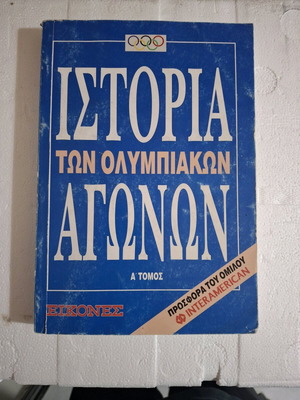 ΙΣΤΟΡΙΑ
ΤΩΝ ΟΛΥΜΠΙΑΚΩΝ
ΑΓΩΝΩΝ
Α΄ ΤΟΜΟΣ
ΕΙΚΟΝΕΣ
ΠΡΟΣΦΟΡΑ ΤΟΥ ΟΜΙΛΟΥ
INTERAMERICAN